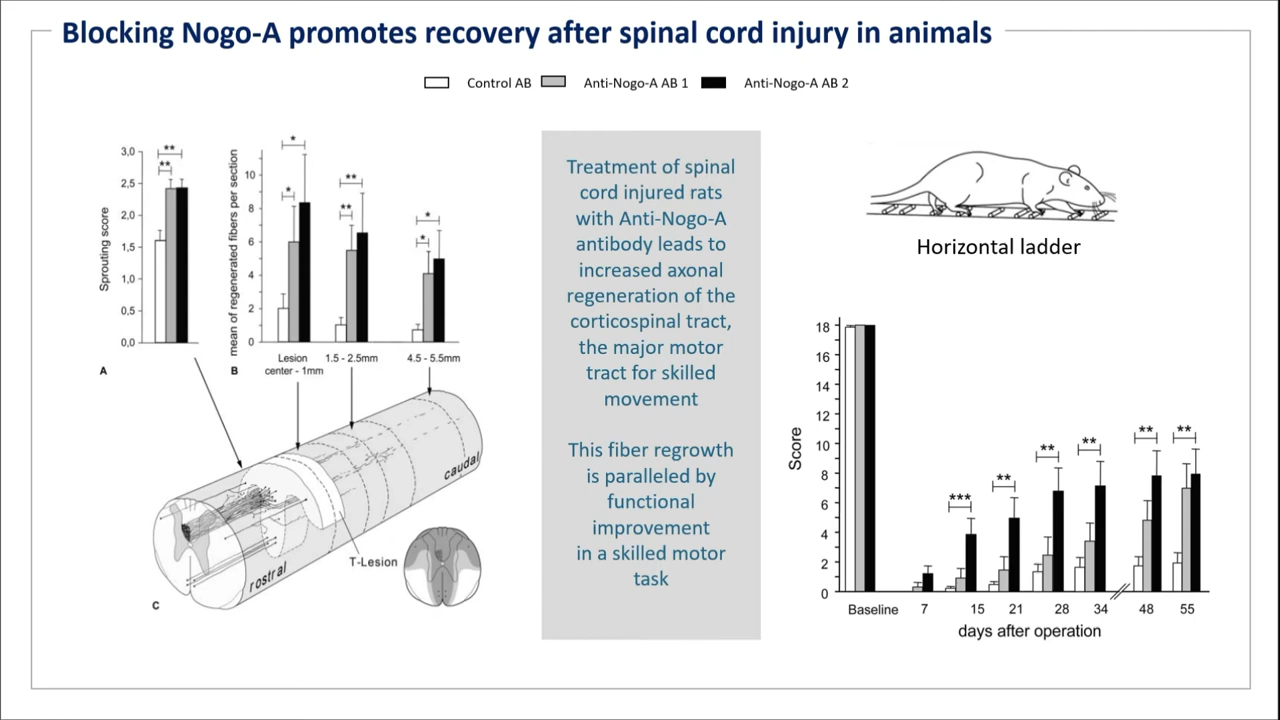 Blocking Nogo-A promotes recovery after spinal cord injury in animals
Control AB
Anti-Nogo-A AB 1
Anti-Nogo-A AB 2
Sprouting score
3,0
2,5
2,0
1,5
1,0
0,5
0,0
**
**
A
mean of regenerated fibers per section
10
8
6
4
2
0
*
*
**
**
*
*
Lesion
center - 1mm
1.5 - 2.5mm
4.5 - 5.5mm
B
caudal
rostral
T-Lesion
C
Treatment of spinal
cord injured rats
with Anti-Nogo-A
antibody leads to
increased axonal
regeneration of the
corticospinal tract,
the major motor
tract for skilled
movement
This fiber regrowth
is paralleled by
functional
improvement
in a skilled motor
task
Horizontal ladder
Score
18
16
14
12
10
8
6
4
2
0
***
**
**
**
**
**
Baseline
7
15
21
28
34
48
55
days after operation